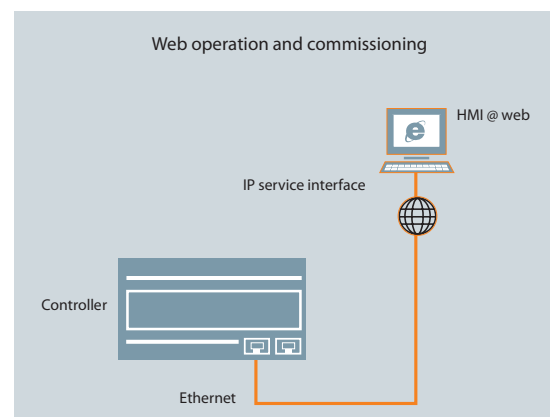 Web operation and commissioning
HMI @ web
IP service interface
Controller
Ethernet